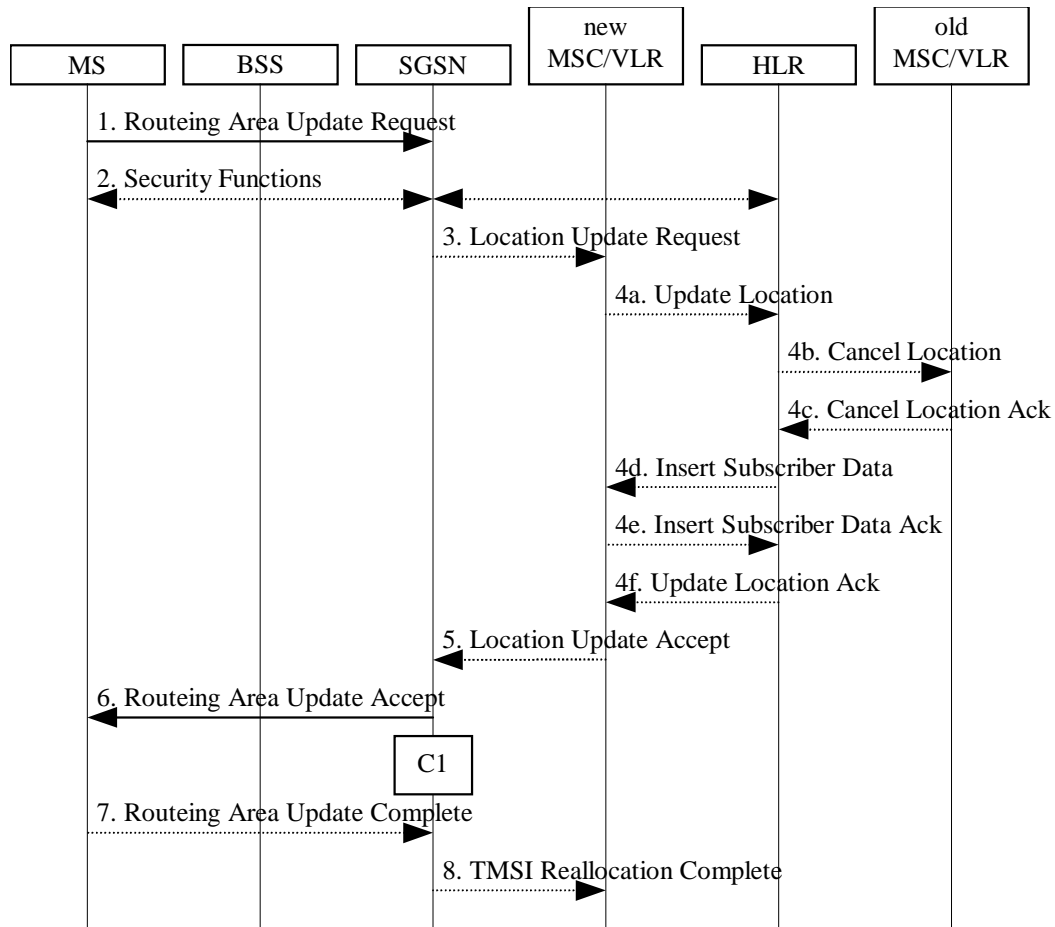 new
MSC/VLR
old
MSC/VLR
MS
BSS
SGSN
HLR
1. Routeing Area Update Request
2. Security Functions
3. Location Update Request
4a. Update Location
4b. Cancel Location
4c. Cancel Location Ack
4d. Insert Subscriber Data
4e. Insert Subscriber Data Ack
4f. Update Location Ack
5. Location Update Accept
6. Routeing Area Update Accept
C1
7. Routeing Area Update Complete
8. TMSI Reallocation Complete